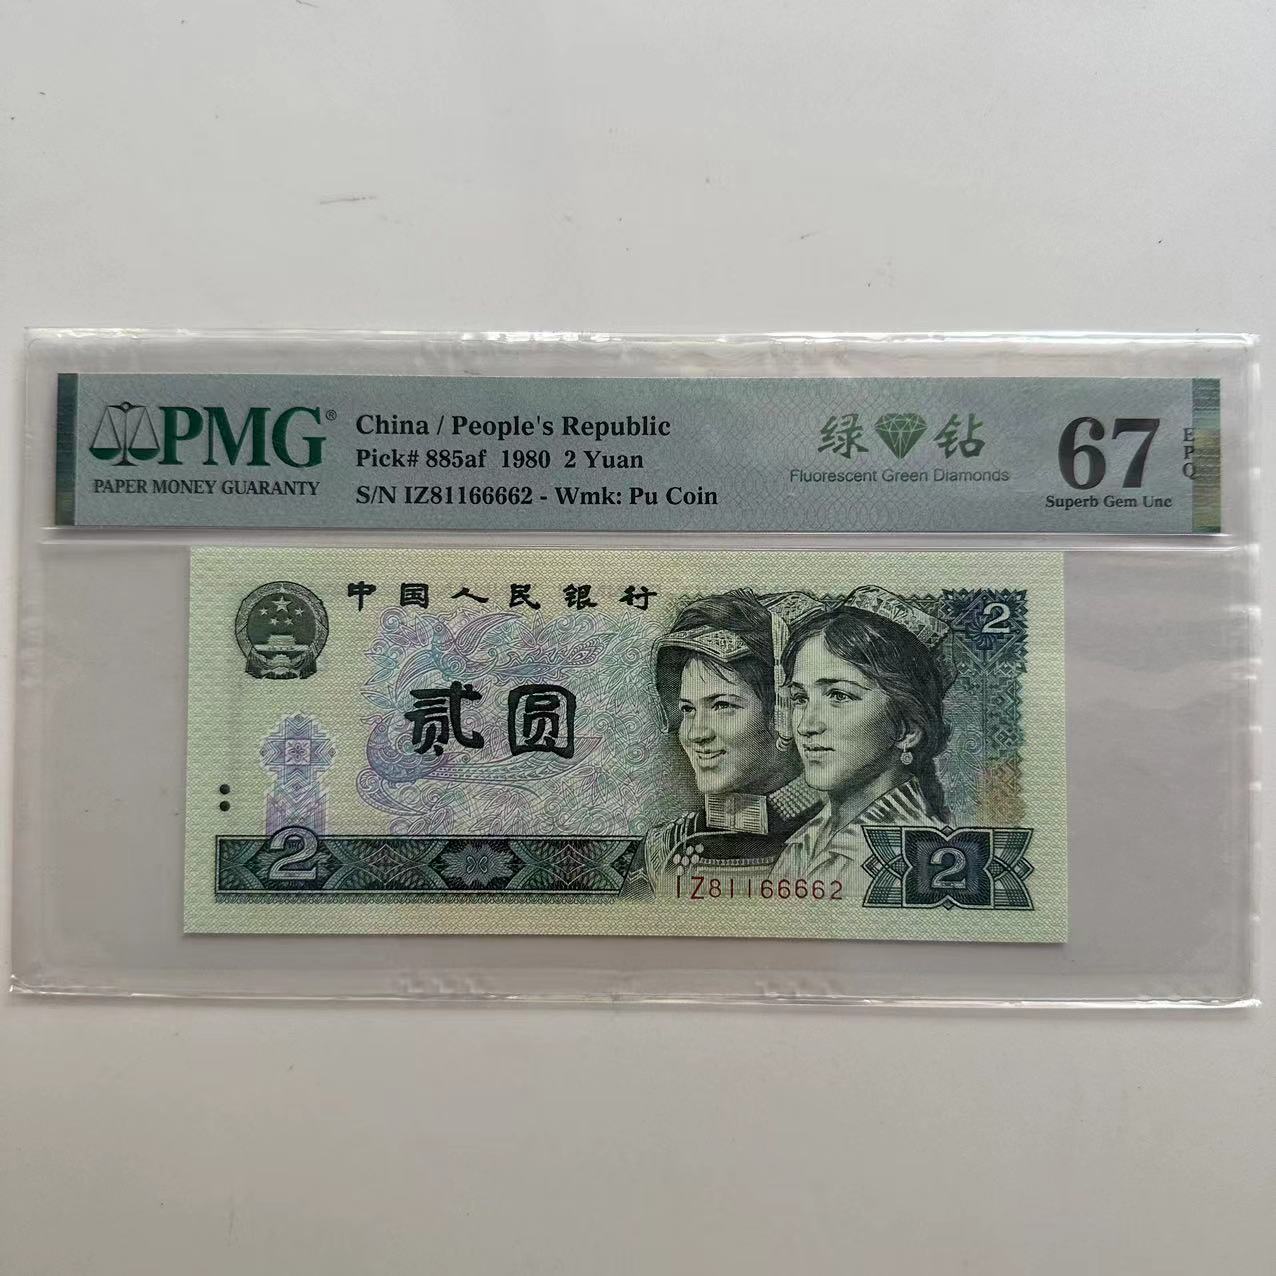 PMG®
PAPER MONEY GUARANTY
China / People's Republic
Pick# 885af 1980 2 Yuan
S/N IZ81166662 - Wmk: Pu Coin
绿钻
Fluorescent Green Diamonds
67
EPQ
Superb Gem Unc
中国人民银行
2
贰圆
2
IZ81166662
2